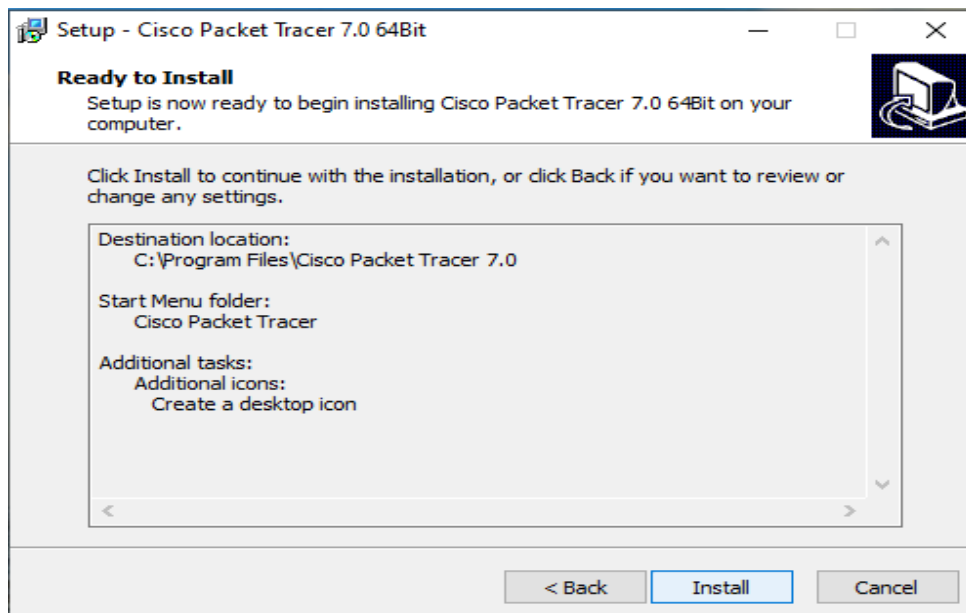 Setup - Cisco Packet Tracer 7.0 64Bit
Ready to Install
Setup is now ready to begin installing Cisco Packet Tracer 7.0 64Bit on your
computer.
Click Install to continue with the installation, or click Back if you want to review or
change any settings.
Destination location:
C:\Program Files\Cisco Packet Tracer 7.0
Start Menu folder:
Cisco Packet Tracer
Additional tasks:
Additional icons:
Create a desktop icon
< Back Install Cancel